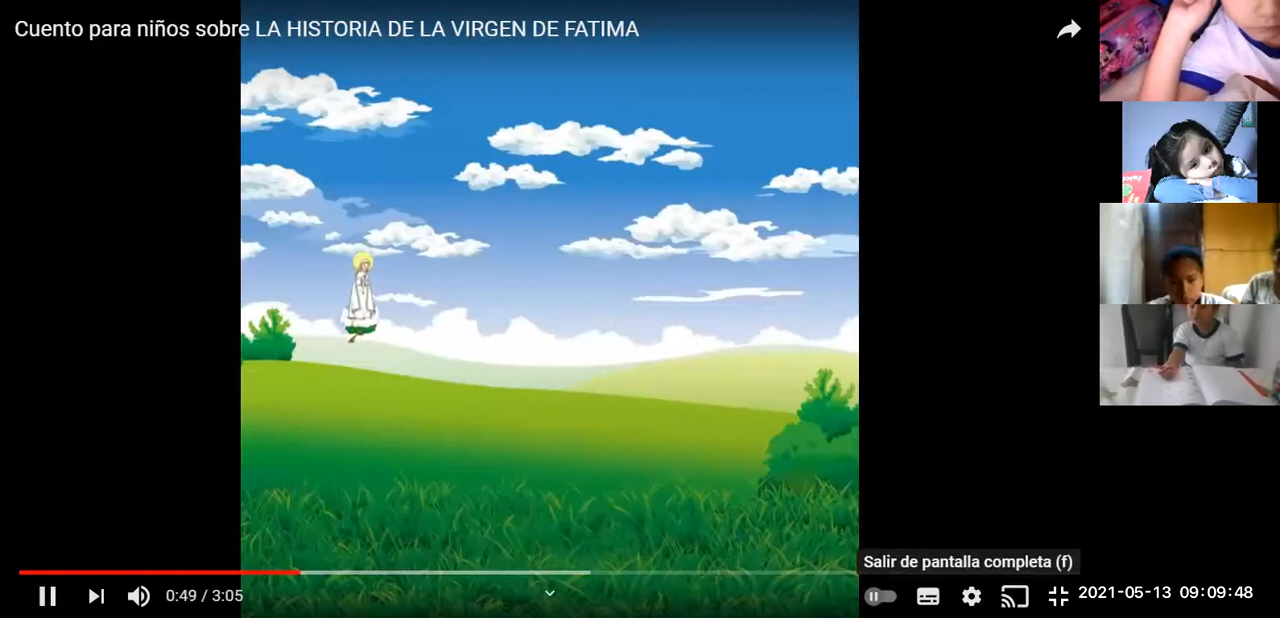 Cuento para niños sobre LA HISTORIA DE LA VIRGEN DE FATIMA
Salir de pantalla completa (f)
0:49 / 3:05
2021-05-13 09:09:48